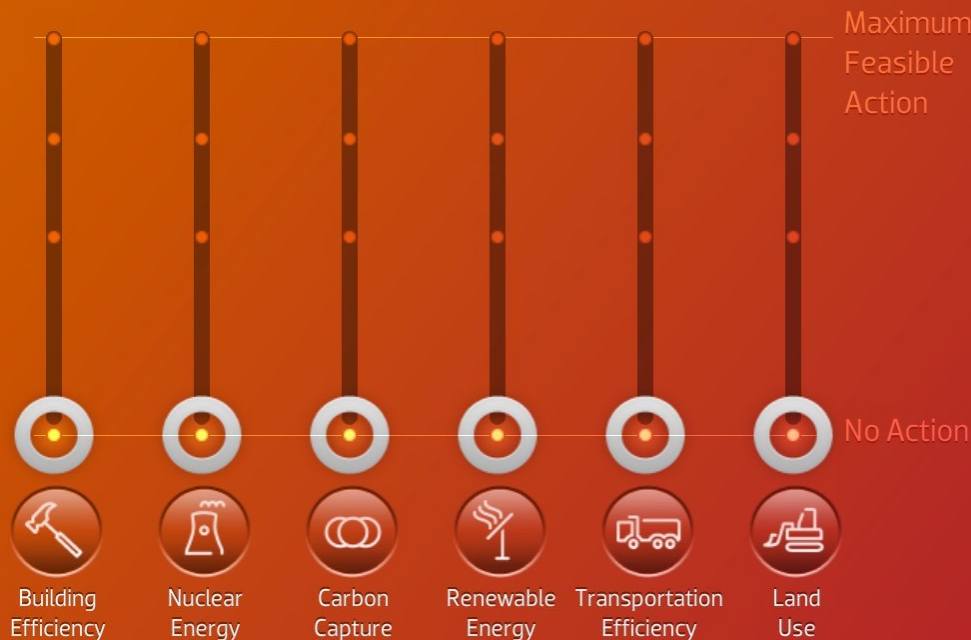 Maximum
Feasible
Action
No Action
Building
Efficiency
Nuclear
Energy
Carbon
Capture
Renewable
Energy
Transportation
Efficiency
Land
Use